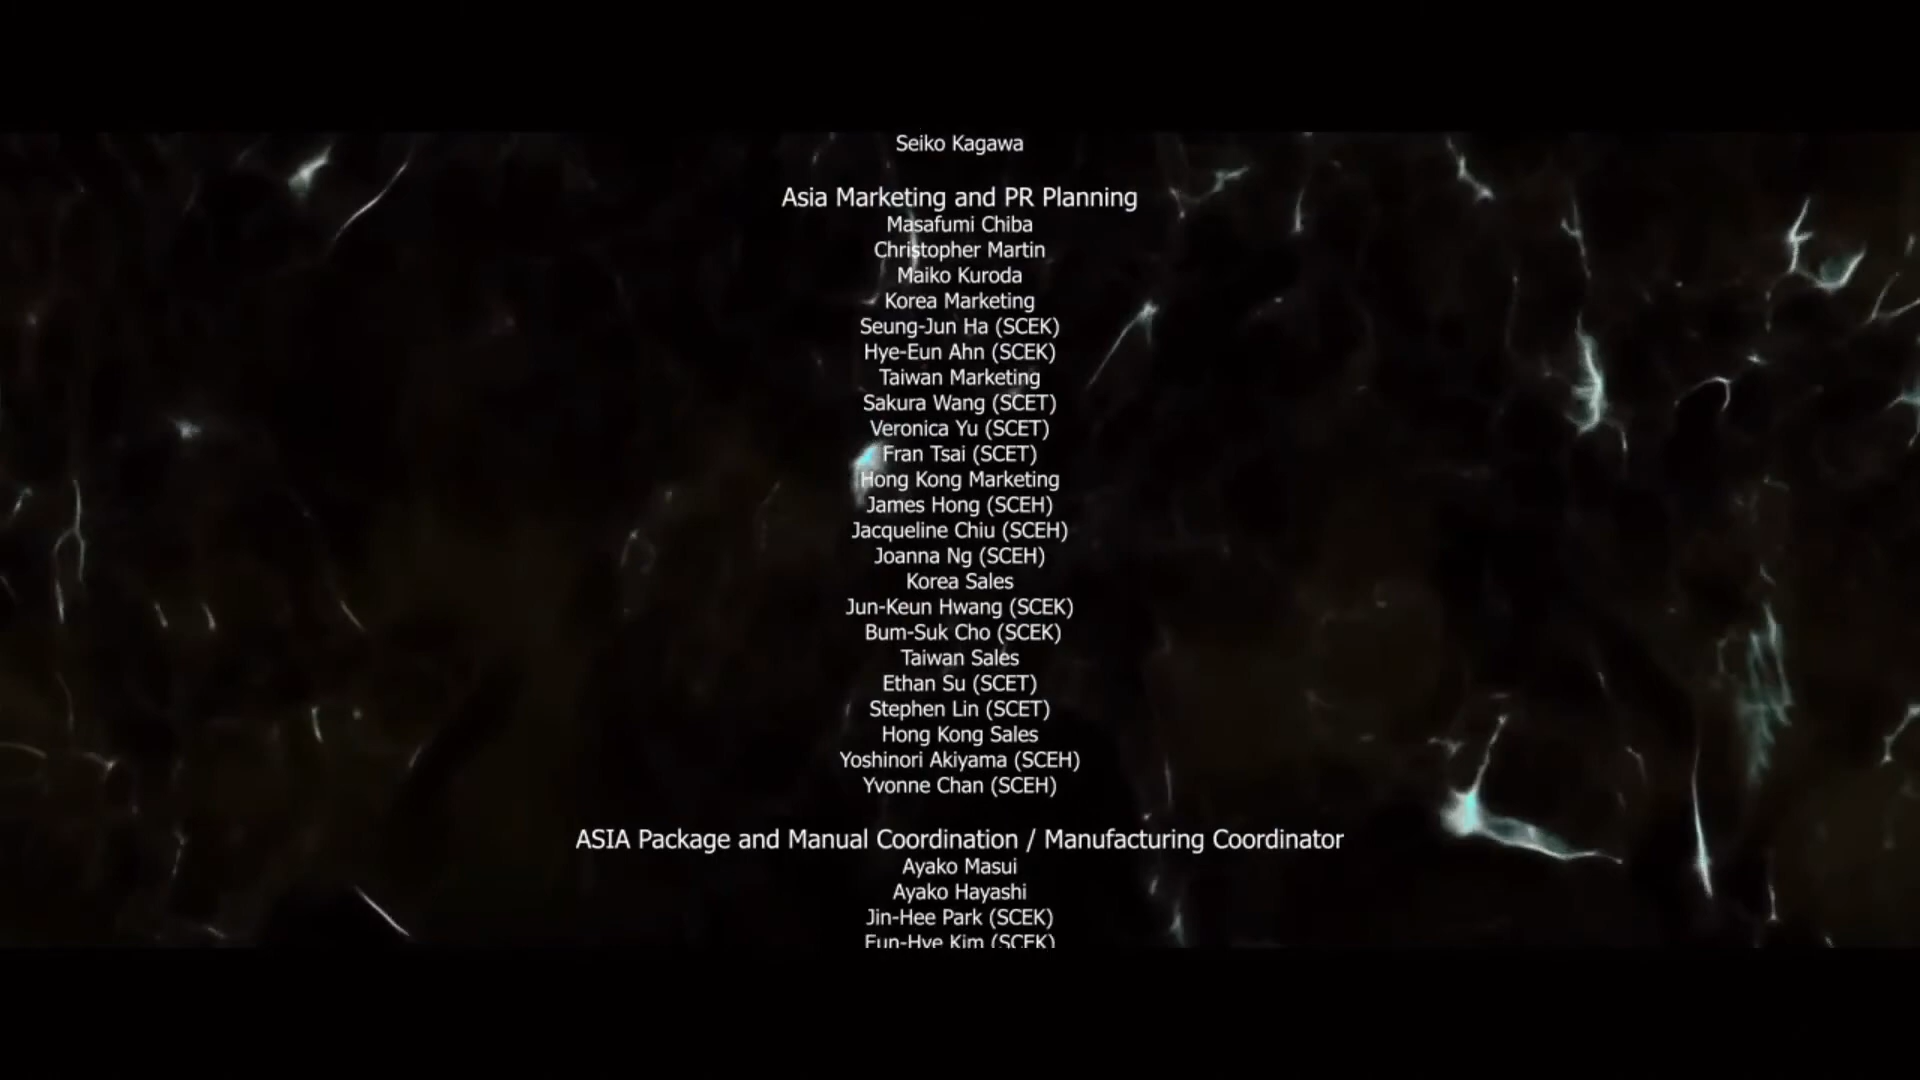 Seiko Kagawa
Asia Marketing and PR Planning
Masafumi Chiba
Christopher Martin
Maiko Kuroda
Korea Marketing
Seung-Jun Ha (SCEK)
Hye-Eun Ahn (SCEK)
Taiwan Marketing
Sakura Wang (SCET)
Veronica Yu (SCET)
Fran Tsai (SCET)
Hong Kong Marketing
James Hong (SCEH)
Jacqueline Chiu (SCEH)
Joanna Ng (SCEH)
Korea Sales
Jun-Keun Hwang (SCEK)
Bum-Suk Cho (SCEK)
Taiwan Sales
Ethan Su (SCET)
Stephen Lin (SCET)
Hong Kong Sales
Yoshinori Akiyama (SCEH)
Yvonne Chan (SCEH)
ASIA Package and Manual Coordination / Manufacturing Coordinator
Ayako Masui
Ayako Hayashi
Jin-Hee Park (SCEK)
Eun-Hye Kim (SCEK)